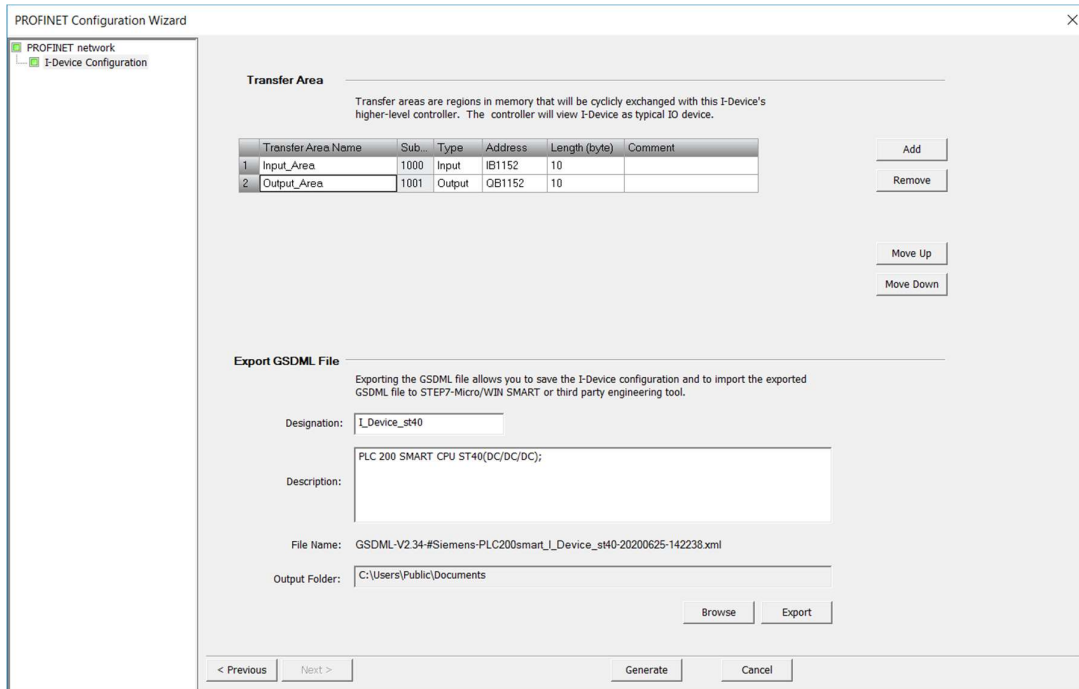 PROFINET Configuration Wizard
PROFINET network
I-Device Configuration
Transfer Area
Transfer areas are regions in memory that will be cyclicly exchanged with this I-Device's
higher-level controller. The controller will view I-Device as typical IO device.
Transfer Area Name Sub... Type Address Length (byte) Comment
1 Input_Area 1000 Input IB1152 10
2 Output_Area 1001 Output QB1152 10
Add
Remove
Move Up
Move Down
Export GSDML File
Exporting the GSDML file allows you to save the I-Device configuration and to import the exported
GSDML file to STEP7-Micro/WIN SMART or third party engineering tool.
Designation: I_Device_st40
Description: PLC 200 SMART CPU ST40(DC/DC/DC);
File Name: GSDML-V2.34-#Siemens-PLC200smart_I_Device_st40-20200625-142238.xml
Output Folder: C:\Users\Public\Documents
Browse Export
< Previous Next > Generate Cancel